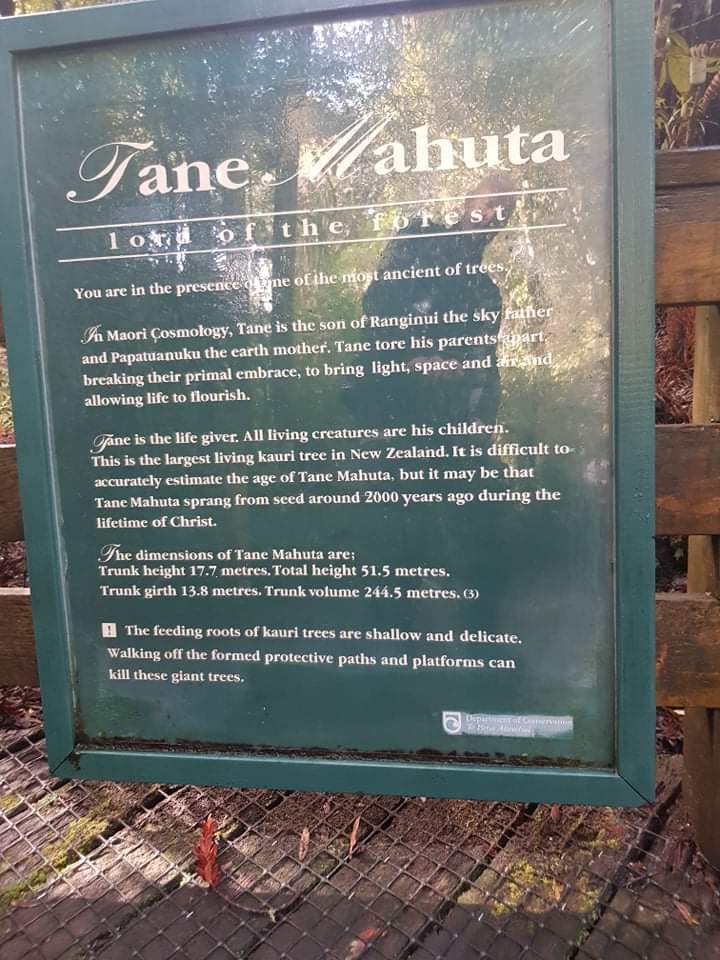 Tane Mahuta
lord of the forest
You are in the presence of one of the most ancient of trees.
In Maori Cosmology, Tane is the son of Ranginui the sky father
and Papatuanuku the earth mother. Tane tore his parents apart,
breaking their primal embrace, to bring light, space and air and
allowing life to flourish.
Tane is the life giver. All living creatures are his children.
This is the largest living kauri tree in New Zealand. It is difficult to
accurately estimate the age of Tane Mahuta, but it may be that
Tane Mahuta sprang from seed around 2000 years ago during the
lifetime of Christ.
The dimensions of Tane Mahuta are;
Trunk height 17.7 metres. Total height 51.5 metres.
Trunk girth 13.8 metres. Trunk volume 244.5 metres. (3)
! The feeding roots of kauri trees are shallow and delicate.
Walking off the formed protective paths and platforms can
kill these giant trees.
Department of Conservation
Te Papa Atawhai